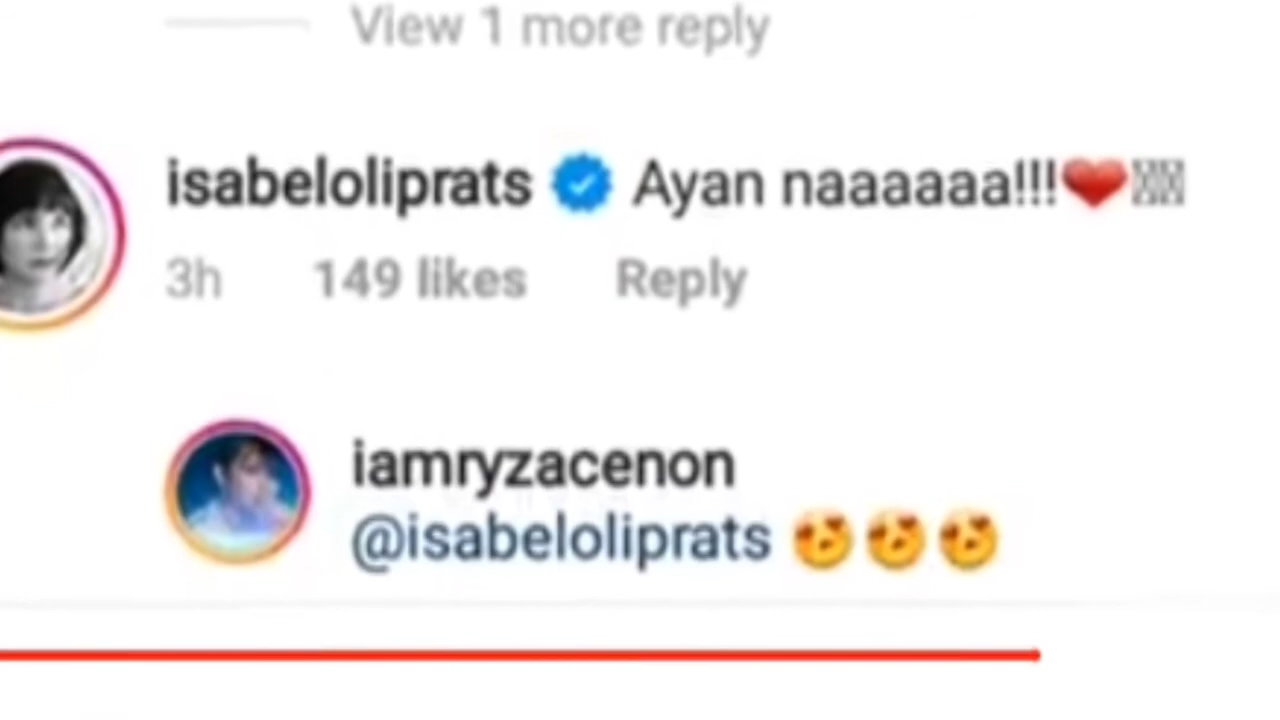 View 1 more reply
isabeloliprats Ayan naaaaaa!!!❤️
3h 149 likes Reply
iamryzacenon
@isabeloliprats 😍😍😍